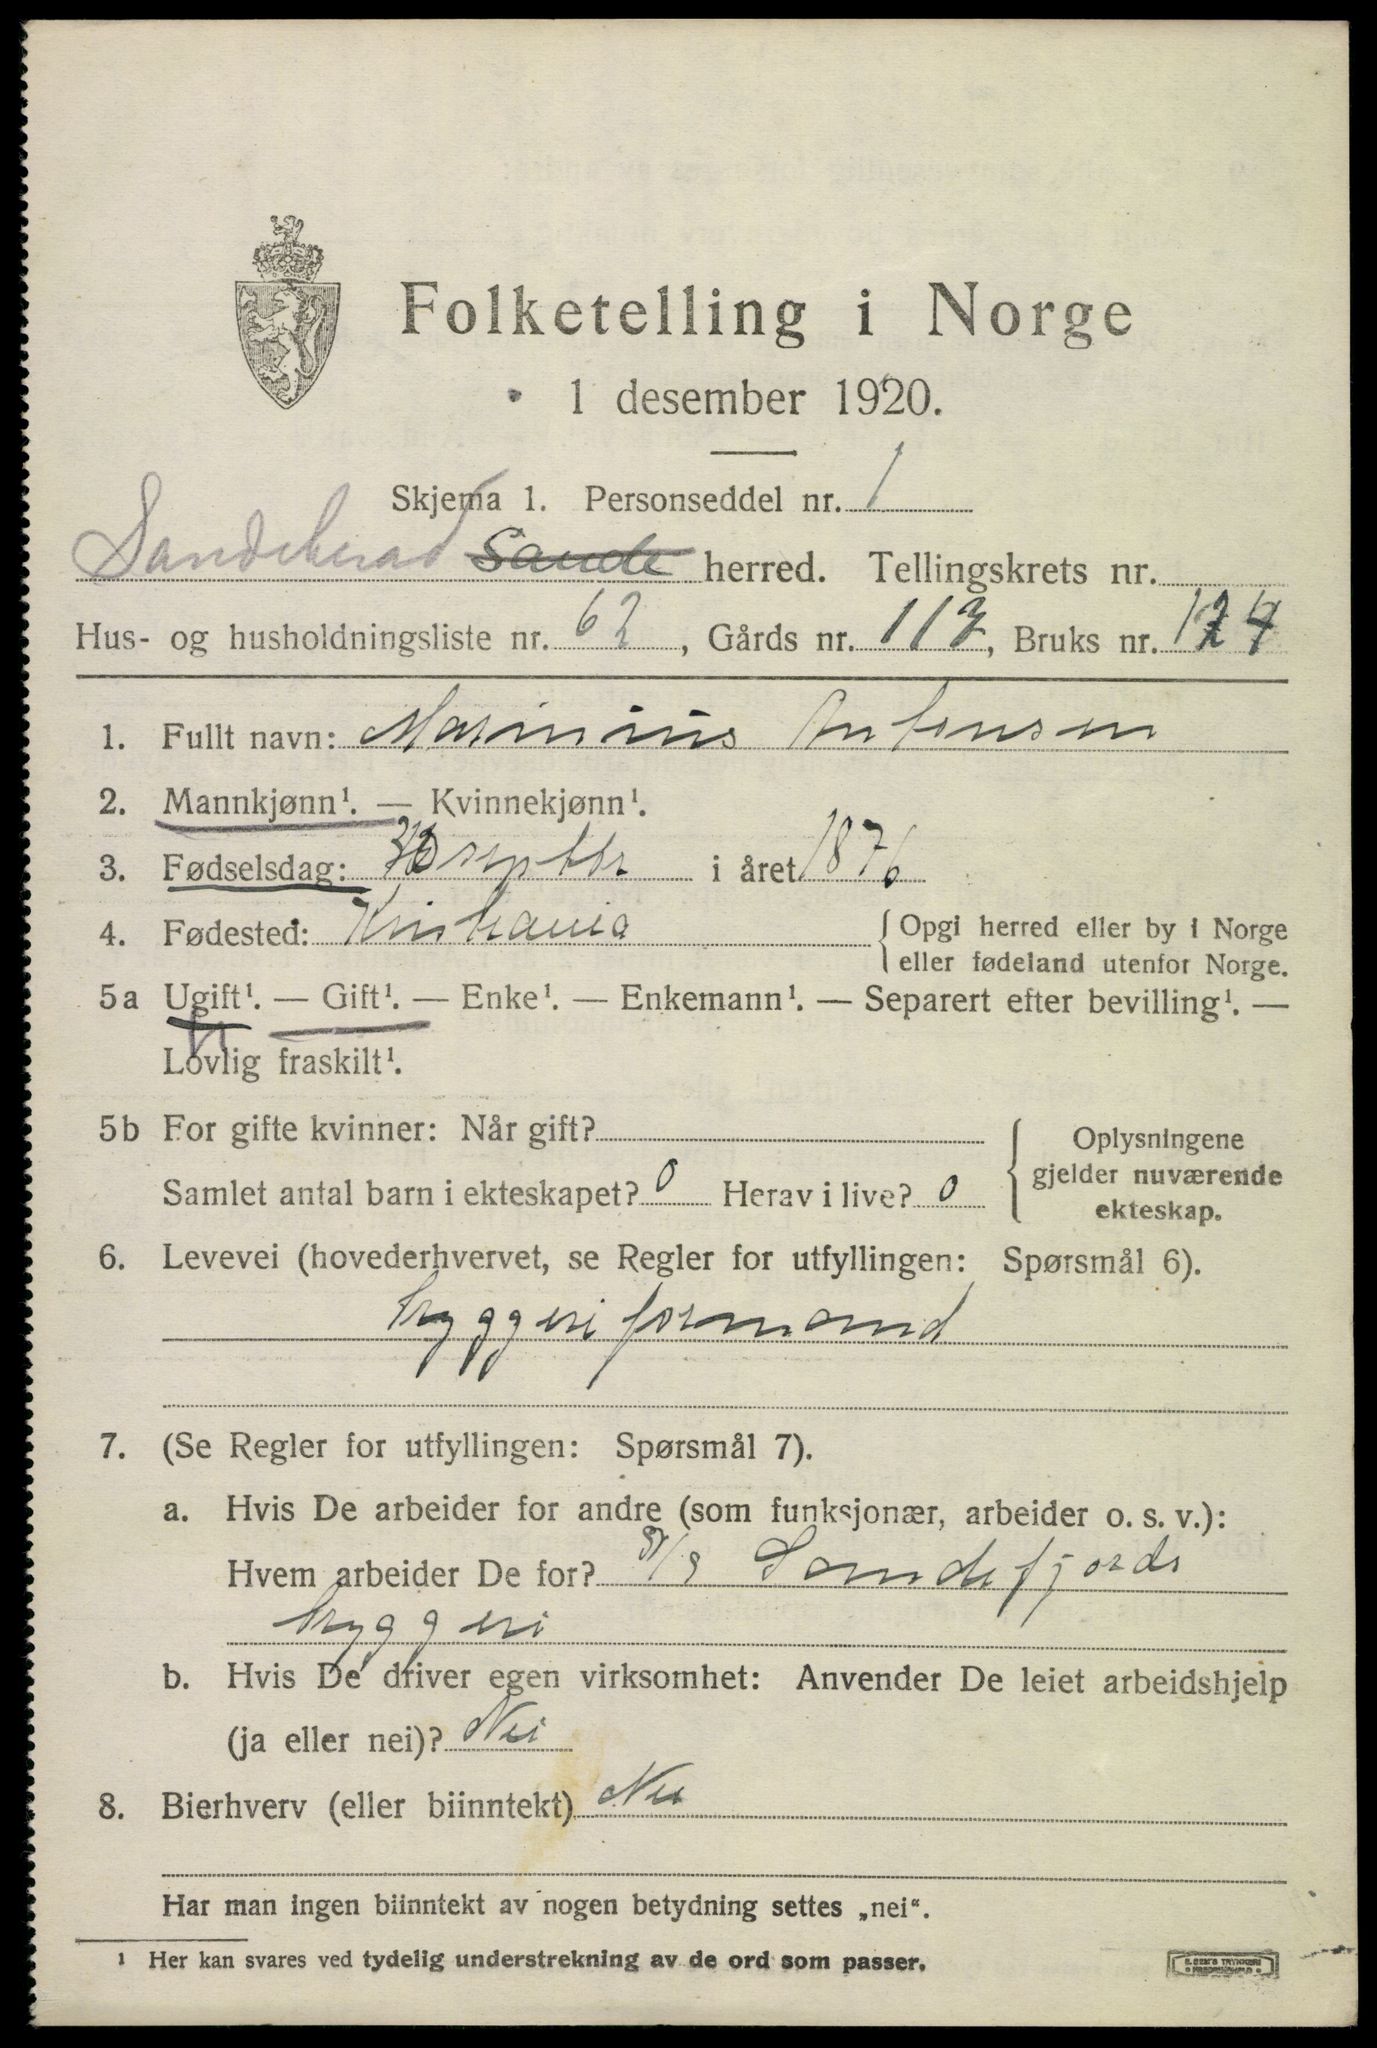 Folketelling i Norge
1 desember 1920.
Skjema 1. Personseddel nr. 1
Sandeherad Sande herred. Tellingskrets nr.
Hus- og husholdningsliste nr. 62, Gårds nr. 113, Bruks nr. 124
1. Fullt navn: Marinius Antonsen
2. Mannkjønn¹. — Kvinnekjønn¹.
3. Fødselsdag: septbr i året 1876
4. Fødested: Kristiania {Opgi herred eller by i Norge
eller fødeland utenfor Norge.
5a Ugift¹. — Gift¹. — Enke¹. — Enkemann¹. — Separert efter bevilling¹. —
Lovlig fraskilt¹.
5b For gifte kvinner: Når gift?
Samlet antal barn i ekteskapet? 0 Herav i live? 0
{Oplysningene
gjelder nuværende
ekteskap.
6. Levevei (hovederhvervet, se Regler for utfyllingen: Spørsmål 6).
bryggeriformand
7. (Se Regler for utfyllingen: Spørsmål 7).
a. Hvis De arbeider for andre (som funksjonær, arbeider o. s. v.):
Hvem arbeider De for? A/S Sandefjords
bryggeri
b. Hvis De driver egen virksomhet: Anvender De leiet arbeidshjelp
(ja eller nei)? Nei
8. Bierhverv (eller biinntekt) Nei
Har man ingen biinntekt av nogen betydning settes „nei“.
¹ Her kan svares ved tydelig understrekning av de ord som passer.